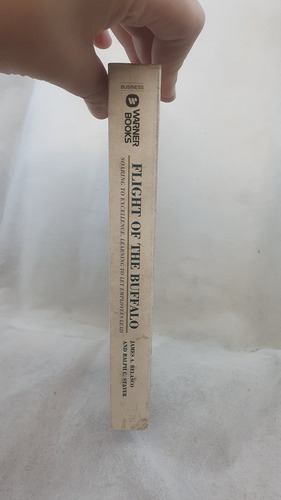 BUSINESS
WARNER
BOOKS
FLIGHT OF THE BUFFALO
SOARING TO EXCELLENCE, LEARNING TO LET EMPLOYEES LEAD
JAMES A. BELASCO
AND RALPH C. STAYER